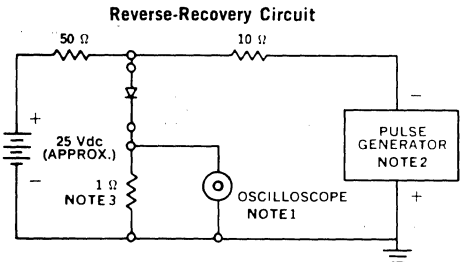 Reverse-Recovery Circuit
50 Ω
10 Ω
+
25 Vdc
(APPROX.)
−
1 Ω
NOTE 3
OSCILLOSCOPE
NOTE 1
−
PULSE
GENERATOR
NOTE 2
+